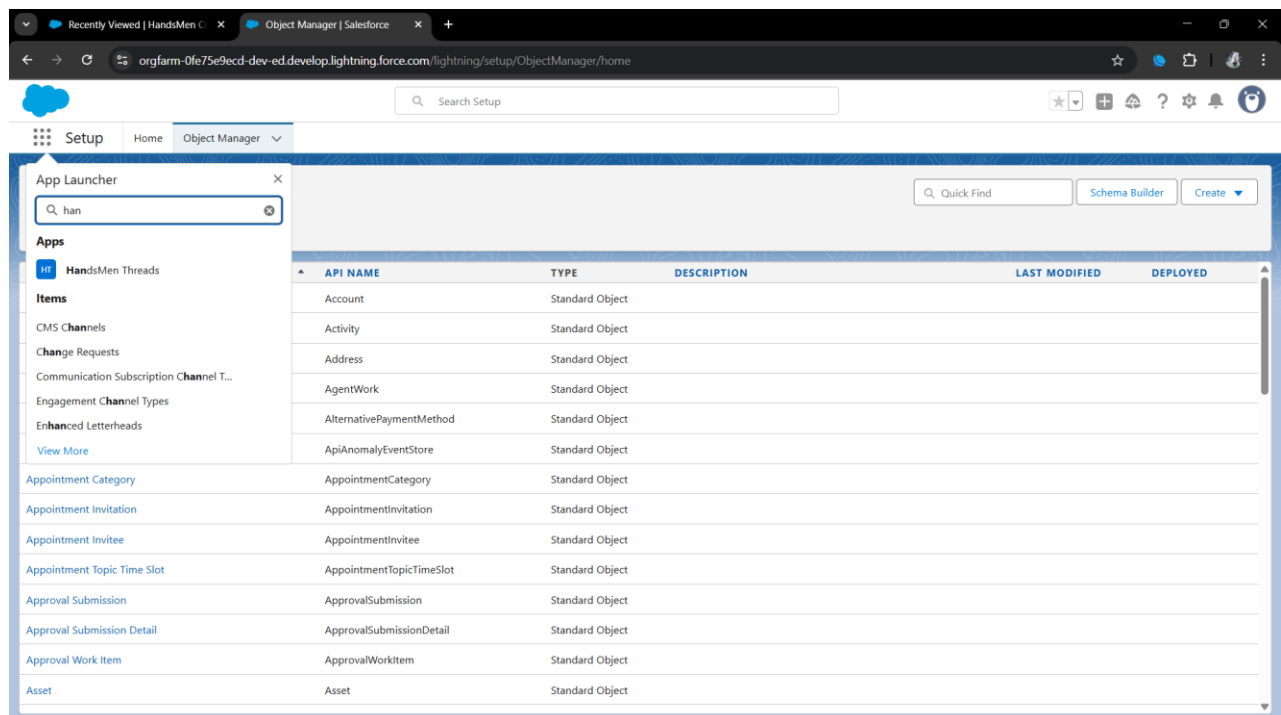 Recently Viewed | HandsMen C
Object Manager | Salesforce
orgfarm-0fe75e9ecd-dev-ed.develop.lightning.force.com/lightning/setup/ObjectManager/home
Search Setup
Setup Home Object Manager
App Launcher
han
Apps
HT HandsMen Threads
Items
CMS Channels
Change Requests
Communication Subscription Channel T...
Engagement Channel Types
Enhanced Letterheads
View More
Quick Find Schema Builder Create
API NAME TYPE DESCRIPTION LAST MODIFIED DEPLOYED
Account Standard Object
Activity Standard Object
Address Standard Object
AgentWork Standard Object
AlternativePaymentMethod Standard Object
ApiAnomalyEventStore Standard Object
Appointment Category AppointmentCategory Standard Object
Appointment Invitation AppointmentInvitation Standard Object
Appointment Invitee AppointmentInvitee Standard Object
Appointment Topic Time Slot AppointmentTopicTimeSlot Standard Object
Approval Submission ApprovalSubmission Standard Object
Approval Submission Detail ApprovalSubmissionDetail Standard Object
Approval Work Item ApprovalWorkItem Standard Object
Asset Asset Standard Object